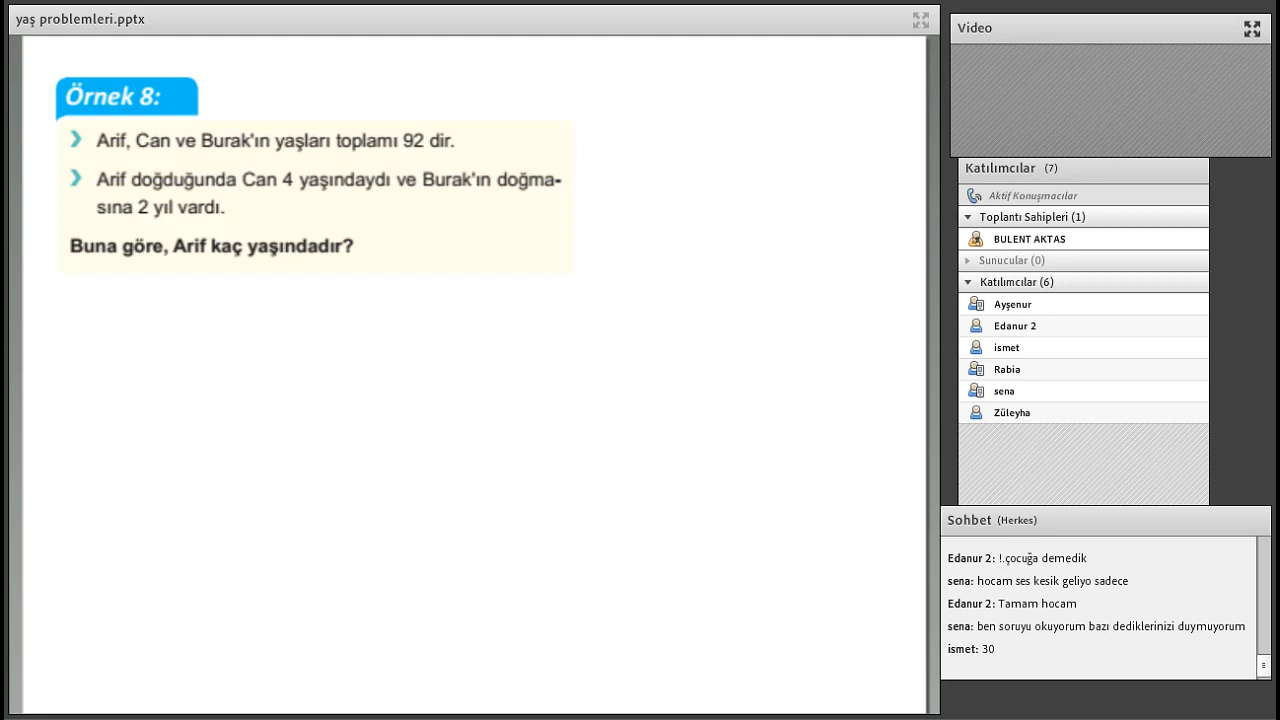 yaş problemleri.pptx
Örnek 8:
Arif, Can ve Burak'ın yaşları toplamı 92 dir.
Arif doğduğunda Can 4 yaşındaydı ve Burak'ın doğma-
sına 2 yıl vardı.
Buna göre, Arif kaç yaşındadır?
Video
Katılımcılar (7)
Aktif Konuşmacılar
Toplantı Sahipleri (1)
BULENT AKTAS
Sunucular (0)
Katılımcılar (6)
Ayşenur
Edanur 2
ismet
Rabia
sena
Züleyha
Sohbet (Herkes)
Edanur 2: !.çocuğa demedik
sena: hocam ses kesik geliyo sadece
Edanur 2: Tamam hocam
sena: ben soruyu okuyorum bazı dediklerinizi duymuyorum
ismet: 30